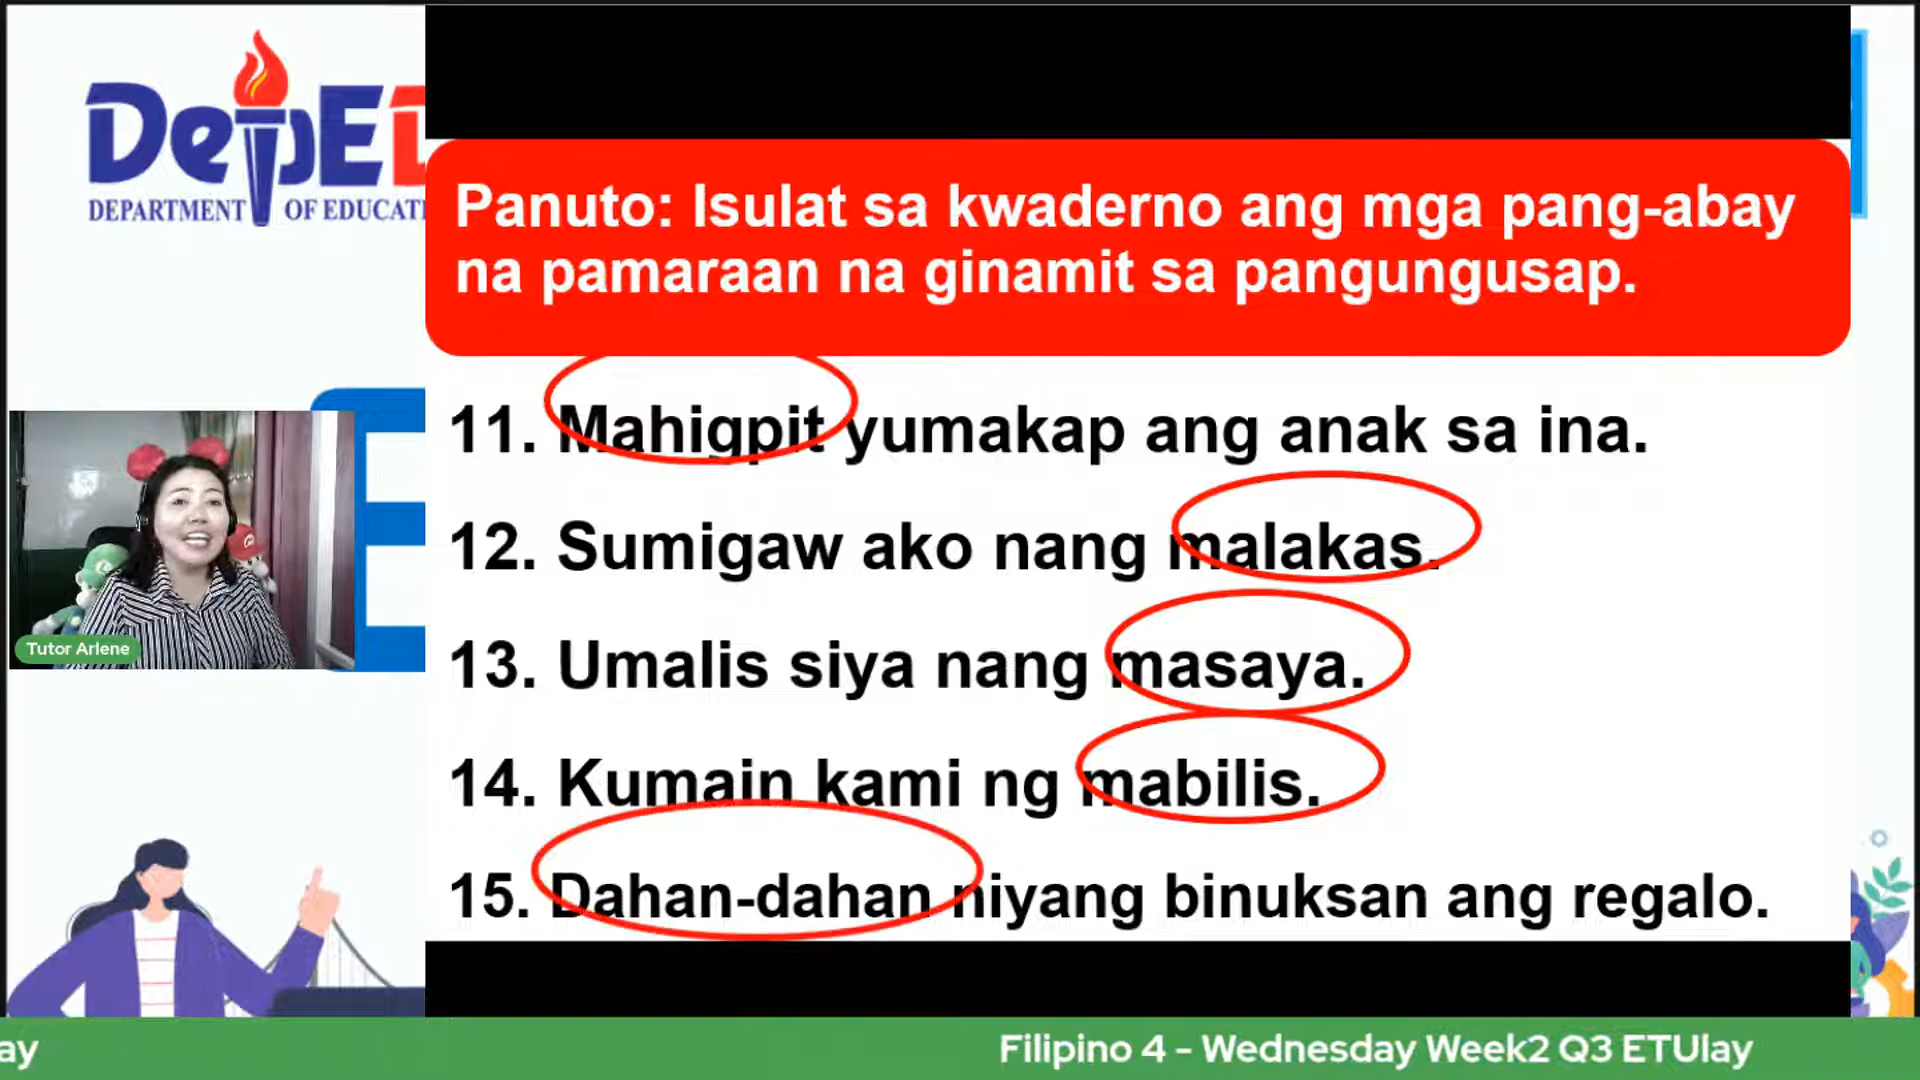 DepED
DEPARTMENT OF EDUCATI
Panuto: Isulat sa kwaderno ang mga pang-abay
na pamaraan na ginamit sa pangungusap.
11. Mahigpit yumakap ang anak sa ina.
12. Sumigaw ako nang malakas.
13. Umalis siya nang masaya.
14. Kumain kami ng mabilis.
15. Dahan-dahan niyang binuksan ang regalo.
Tutor Arlene
ay
Filipino 4 - Wednesday Week2 Q3 ETUlay